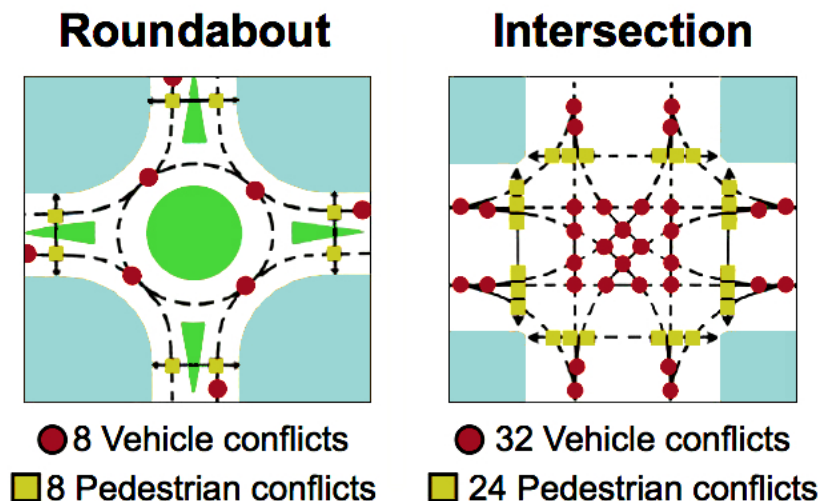 Roundabout
Intersection
8 Vehicle conflicts
8 Pedestrian conflicts
32 Vehicle conflicts
24 Pedestrian conflicts